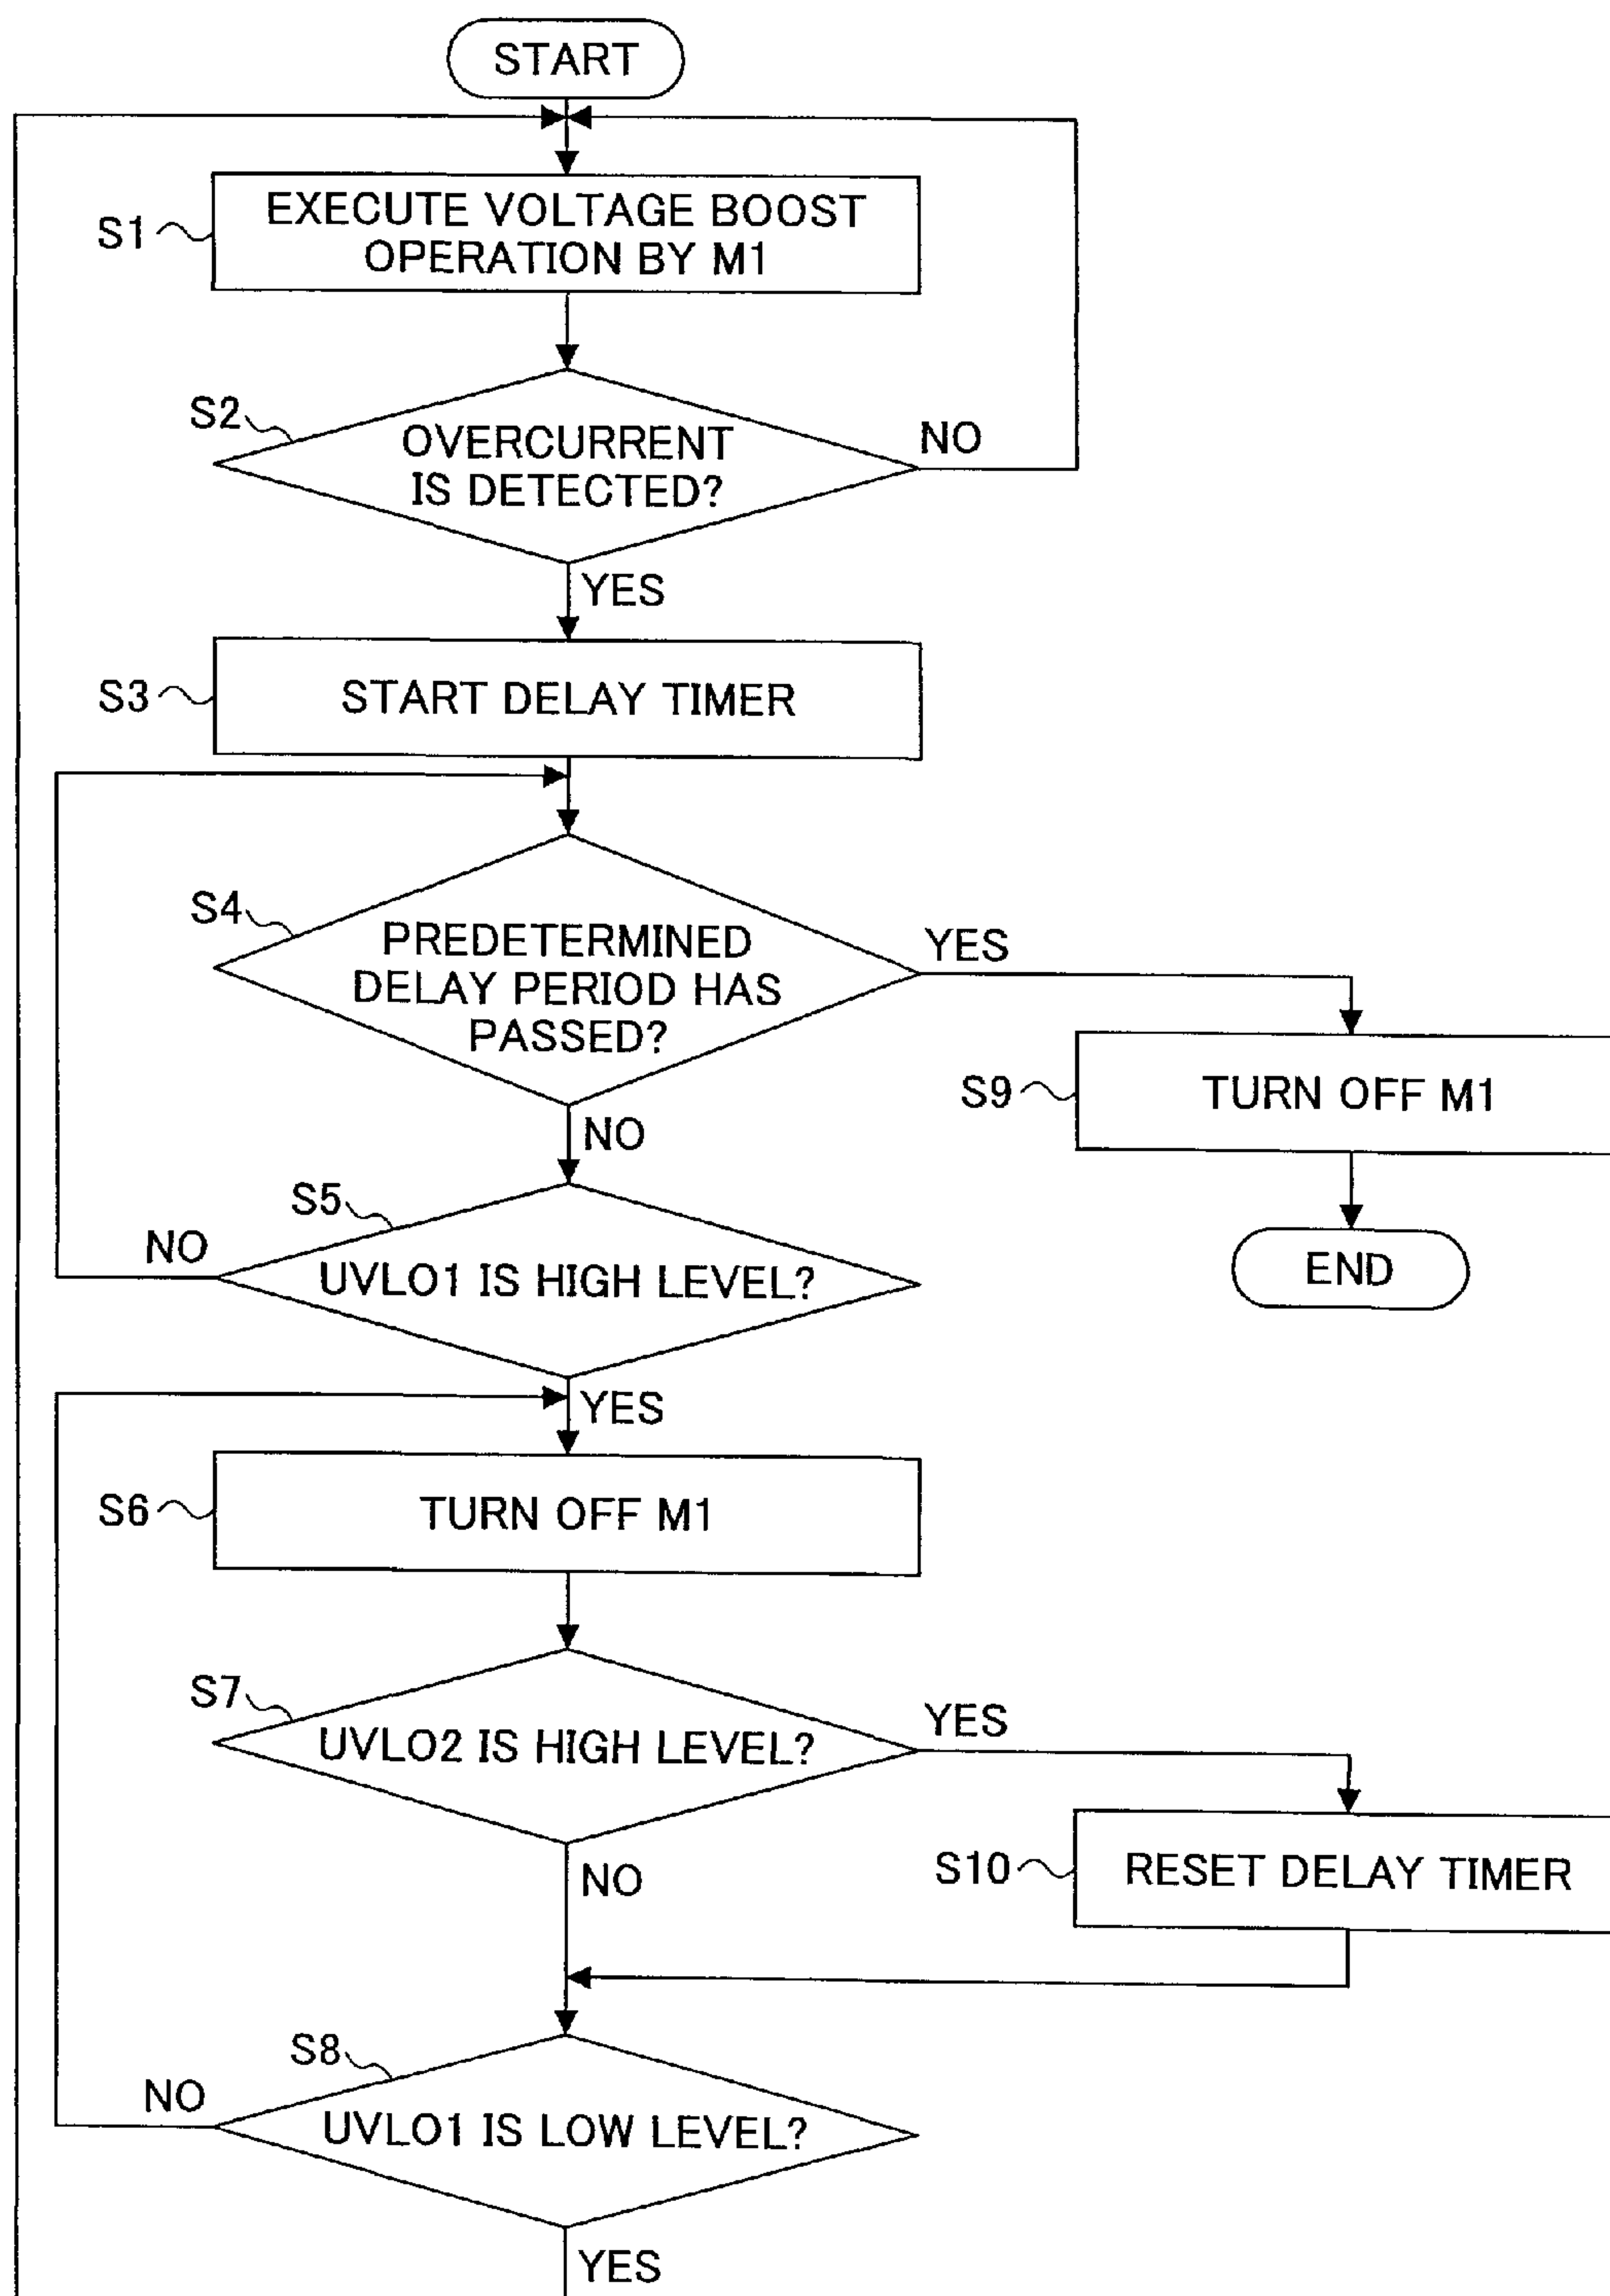 START
S1
EXECUTE VOLTAGE BOOST
OPERATION BY M1
S2
OVERCURRENT
IS DETECTED?
NO
YES
S3
START DELAY TIMER
S4
PREDETERMINED
DELAY PERIOD HAS
PASSED?
YES
NO
S9
TURN OFF M1
END
S5
NO
UVLO1 IS HIGH LEVEL?
YES
S6
TURN OFF M1
S7
UVLO2 IS HIGH LEVEL?
YES
NO
S10
RESET DELAY TIMER
S8
NO
UVLO1 IS LOW LEVEL?
YES